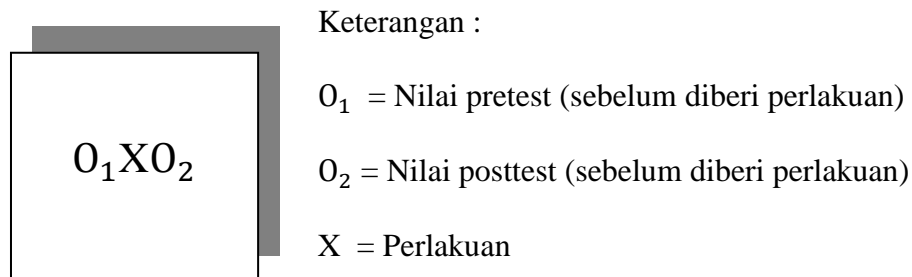 O₁XO₂
Keterangan :
O₁ = Nilai pretest (sebelum diberi perlakuan)
O₂ = Nilai posttest (sebelum diberi perlakuan)
X = Perlakuan